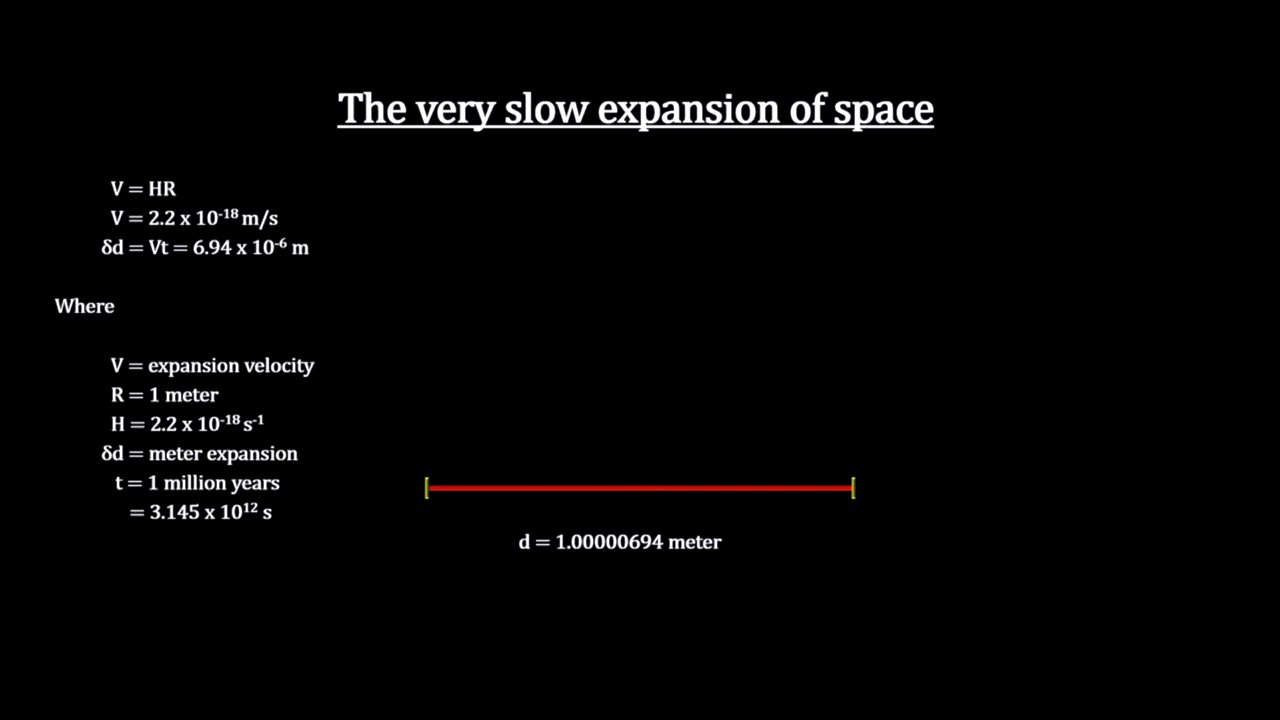 The very slow expansion of space
V = HR
V = 2.2 x 10⁻¹⁸ m/s
δd = Vt = 6.94 x 10⁻⁶ m
Where
V = expansion velocity
R = 1 meter
H = 2.2 x 10⁻¹⁸ s⁻¹
δd = meter expansion
t = 1 million years
= 3.145 x 10¹² s
d = 1.00000694 meter